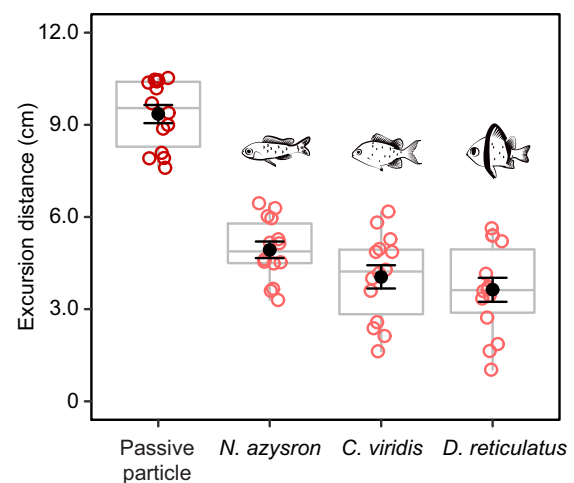 Excursion distance (cm)
12.0
9.0
6.0
3.0
0
Passive
particle
N. azysron
C. viridis
D. reticulatus